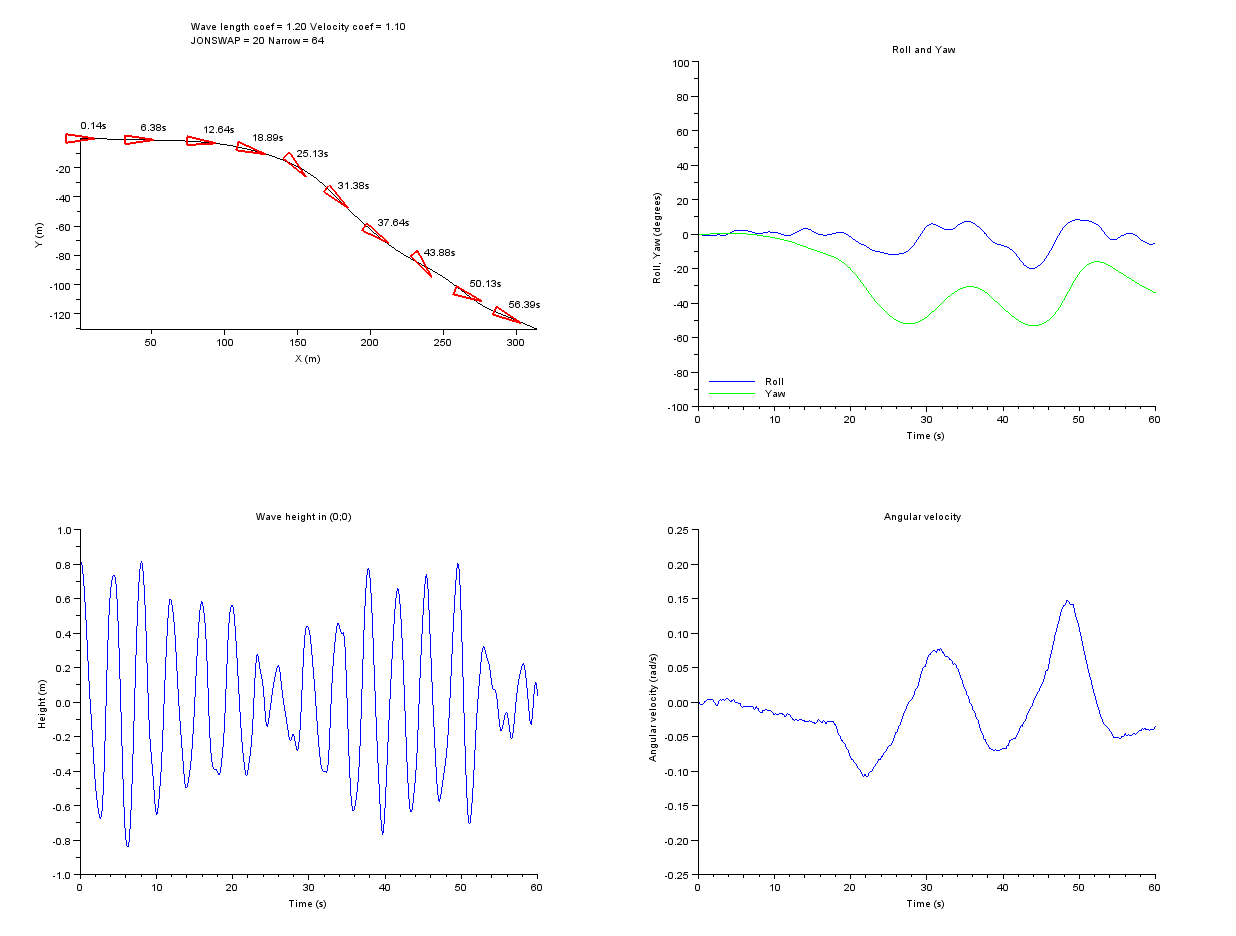 Wave length coef = 1.20 Velocity coef = 1.10
JONSWAP = 20 Narrow = 64
0.14s
6.38s
12.64s
18.89s
25.13s
31.38s
37.64s
43.88s
50.13s
56.39s
-20
-40
-60
-80
-100
-120
Y (m)
50
100
150
200
250
300
X (m)
Roll and Yaw
100
80
60
40
20
0
-20
-40
-60
-80
-100
Roll, Yaw (degrees)
Roll
Yaw
0
10
20
30
40
50
60
Time (s)
Wave height in (0;0)
1.0
0.8
0.6
0.4
0.2
0.0
-0.2
-0.4
-0.6
-0.8
-1.0
Height (m)
0
10
20
30
40
50
60
Time (s)
Angular velocity
0.25
0.20
0.15
0.10
0.05
0.00
-0.05
-0.10
-0.15
-0.20
-0.25
Angular velocity (rad/s)
0
10
20
30
40
50
60
Time (s)